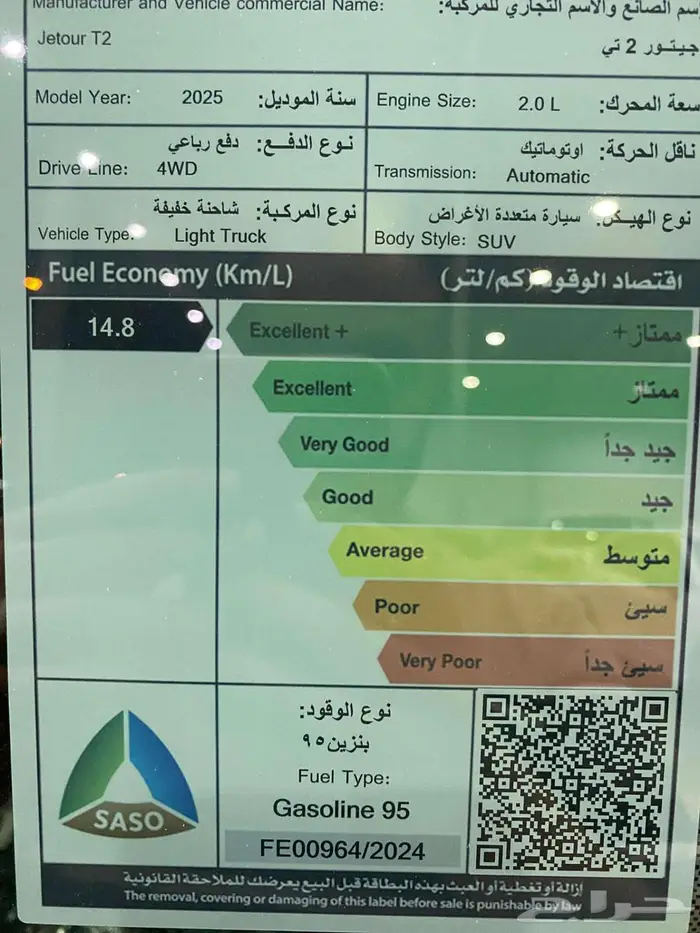 Manufacturer and Vehicle commercial Name: سم الصانع والاسم التجاري للمركبة:
Jetour T2 جيتور 2 تي
Model Year: 2025 سنة الموديل:
Engine Size: 2.0 L سعة المحرك:
نوع الدفع: دفع رباعي
Drive Line: 4WD
ناقل الحركة: اوتوماتيك
Transmission: Automatic
نوع المركبة: شاحنة خفيفة
Vehicle Type: Light Truck
نوع الهيكل: سيارة متعددة الأغراض
Body Style: SUV
Fuel Economy (Km/L) اقتصاد الوقود (كم/لتر)
14.8
Excellent + ممتاز+
Excellent ممتاز
Very Good جيد جداً
Good جيد
Average متوسط
Poor سيئ
Very Poor سيئ جداً
SASO
نوع الوقود:
بنزين ٩٥
Fuel Type:
Gasoline 95
FE00964/2024
إزالة أو تغطية أو العبث بهذه البطاقة قبل البيع يعرضك للملاحقة القانونية
The removal, covering or damaging of this label before sale is punishable by law
حراج